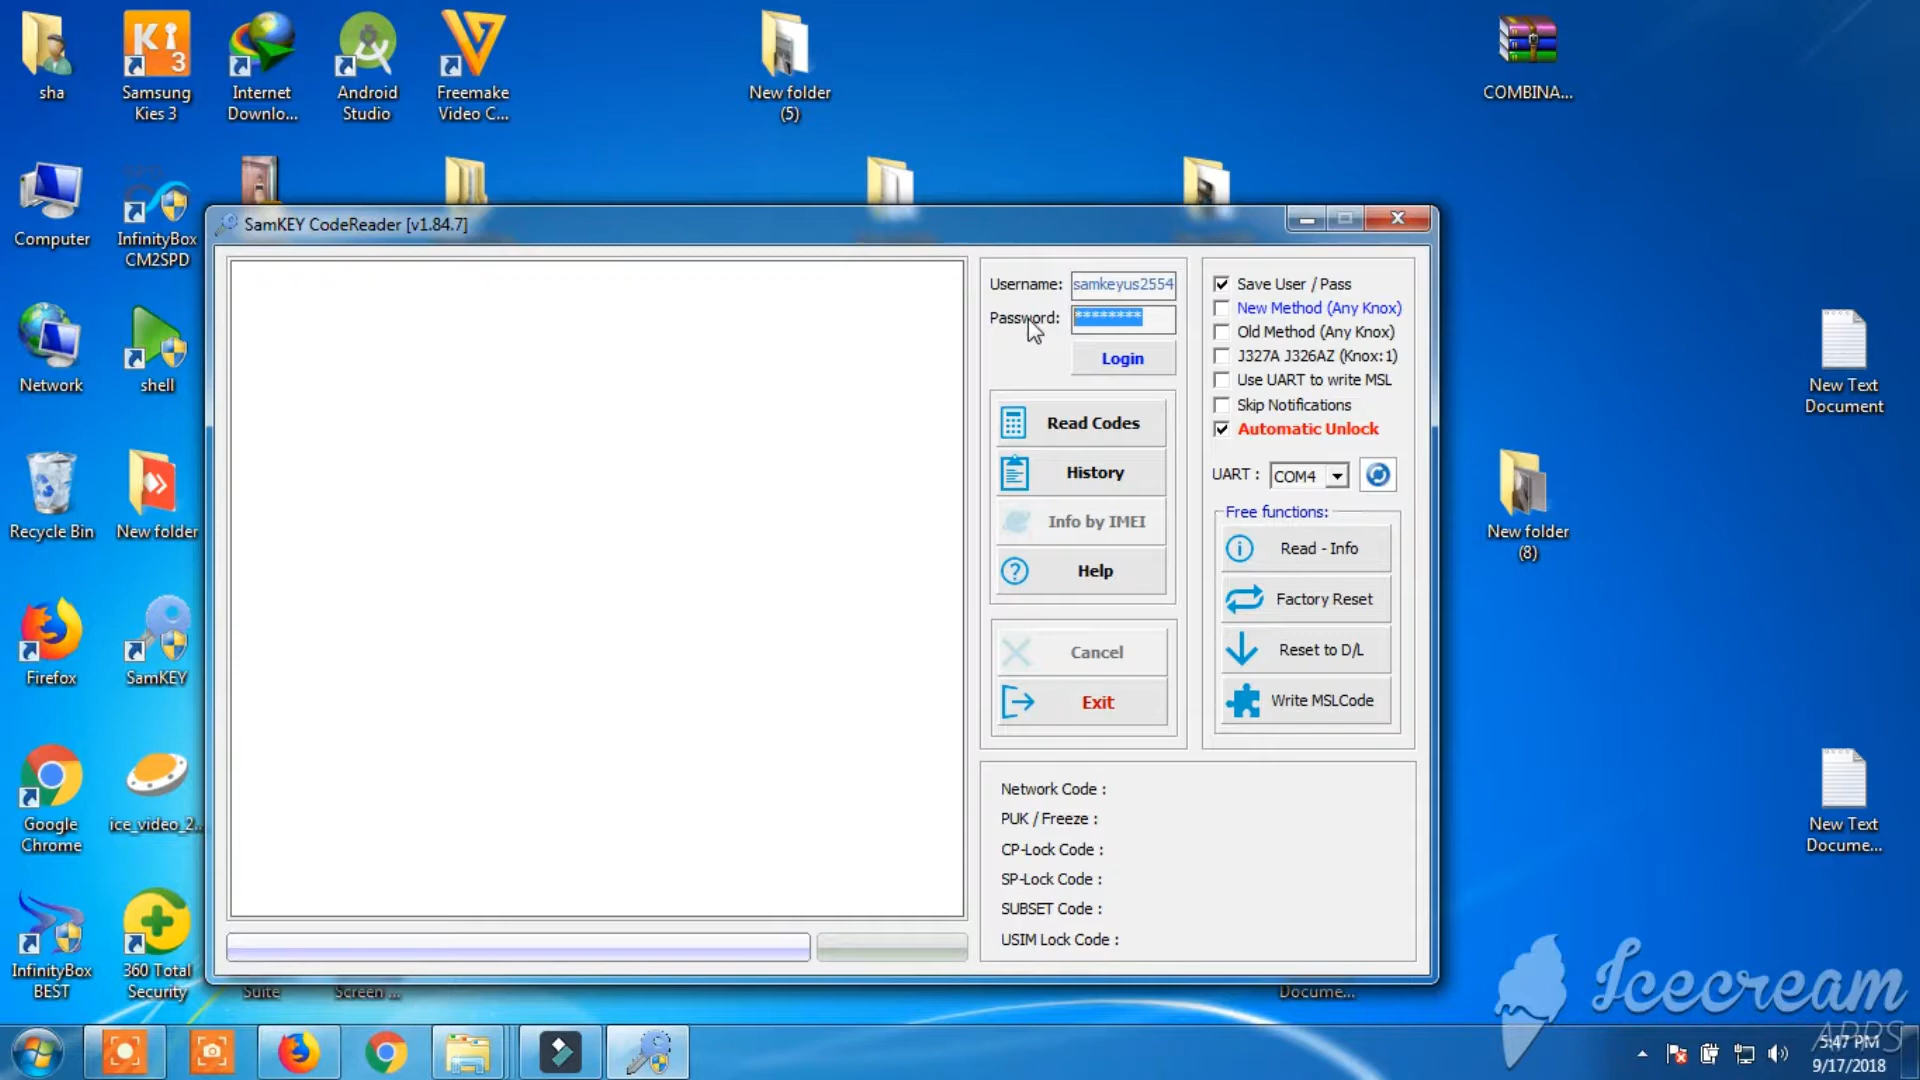 sha
Samsung
Kies 3
Internet
Downlo...
Android
Studio
Freemake
Video C...
New folder
(5)
COMBINA...
Computer
InfinityBox
CM2SPD
Network
shell
Recycle Bin
New folder
Firefox
SamKEY
Google
Chrome
ice_video_2...
InfinityBox
BEST
360 Total
Security
Suite
Screen ...
SamKEY CodeReader [v1.84.7]
Username:
samkeyus2554
Password:
********
Login
Read Codes
History
Info by IMEI
Help
Cancel
Exit
Save User / Pass
New Method (Any Knox)
Old Method (Any Knox)
J327A J326AZ (Knox:1)
Use UART to write MSL
Skip Notifications
Automatic Unlock
UART :
COM4
Free functions:
Read - Info
Factory Reset
Reset to D/L
Write MSLCode
Network Code :
PUK / Freeze :
CP-Lock Code :
SP-Lock Code :
SUBSET Code :
USIM Lock Code :
Docume...
New Text
Document
New folder
(8)
New Text
Docume...
Icecream
APPS
5:47 PM
9/17/2018